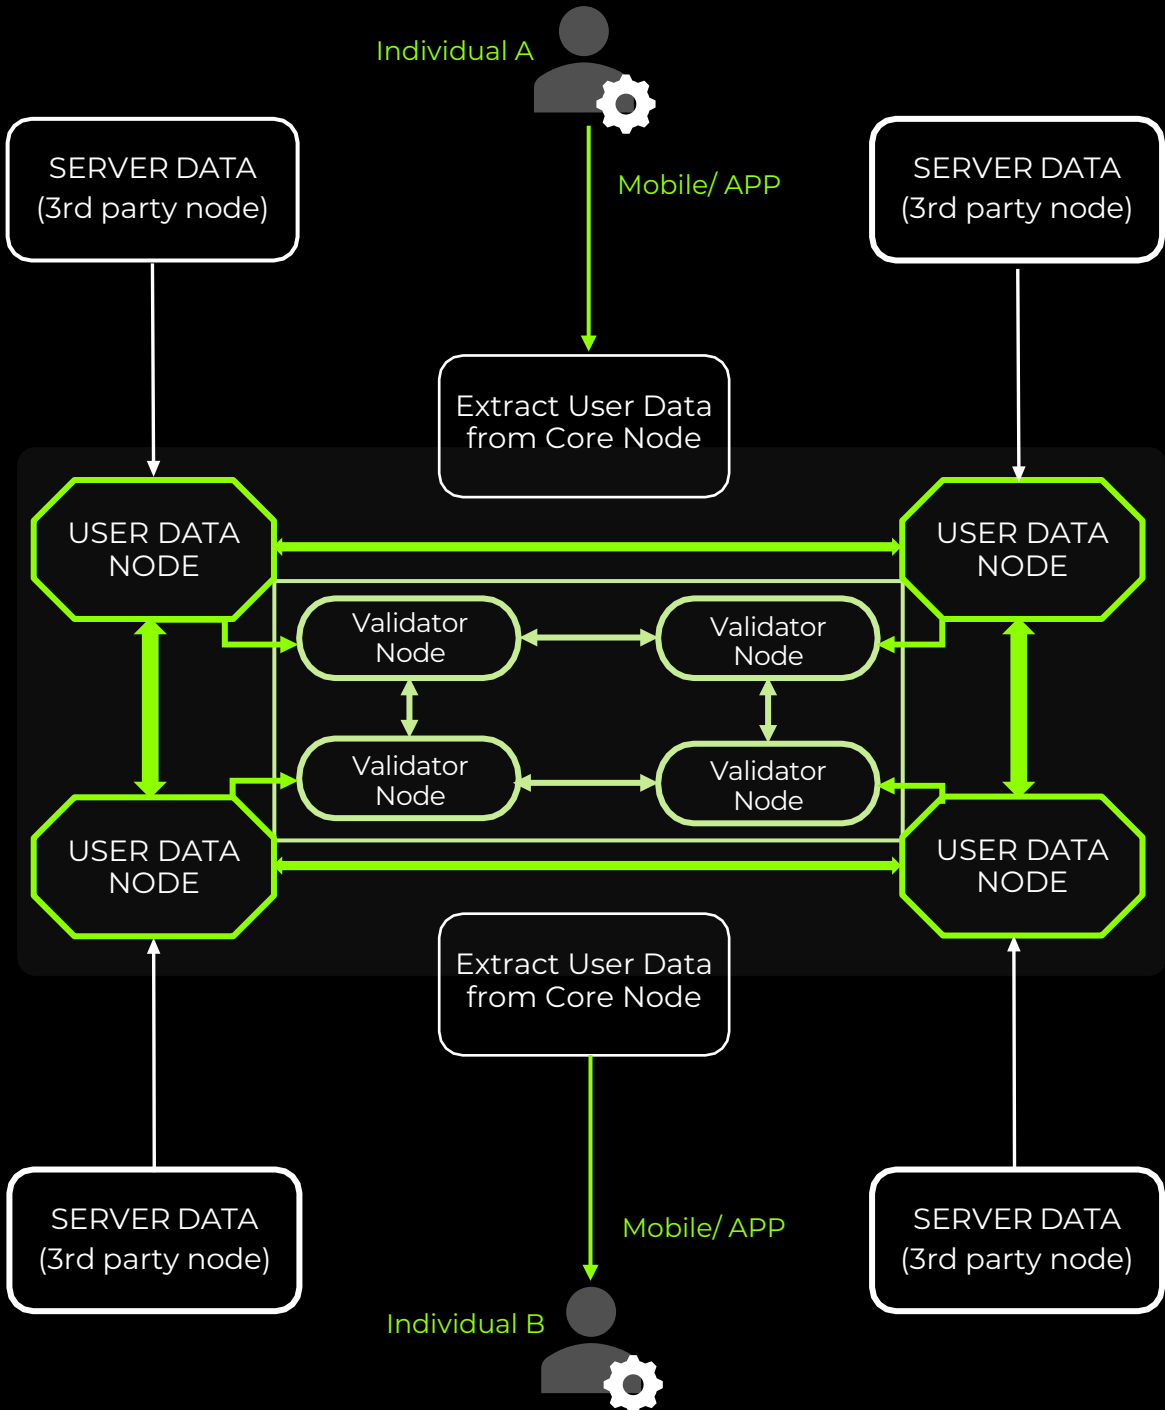 Individual A
Mobile/ APP
SERVER DATA
(3rd party node)
SERVER DATA
(3rd party node)
Extract User Data
from Core Node
USER DATA
NODE
USER DATA
NODE
Validator
Node
Validator
Node
Validator
Node
Validator
Node
USER DATA
NODE
USER DATA
NODE
Extract User Data
from Core Node
SERVER DATA
(3rd party node)
Mobile/ APP
SERVER DATA
(3rd party node)
Individual B